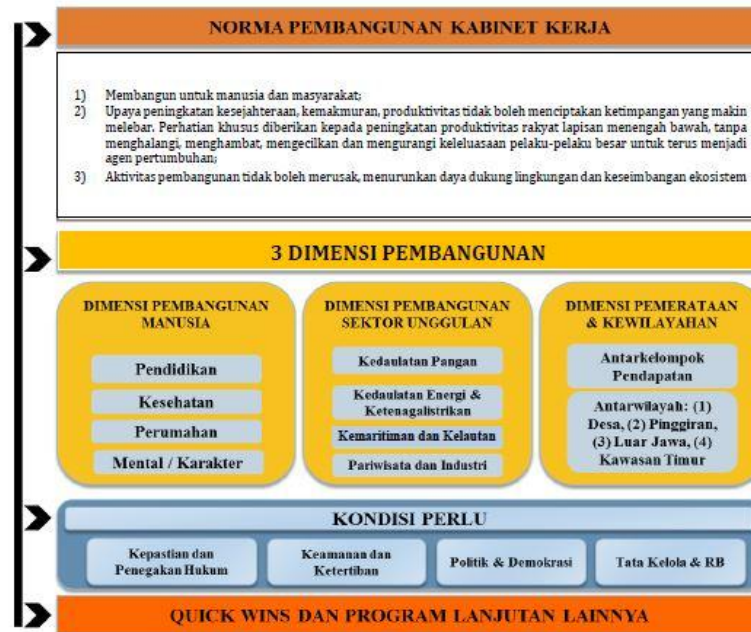 NORMA PEMBANGUNAN KABINET KERJA
1) Membangun untuk manusia dan masyarakat;
2) Upaya peningkatan kesejahteraan, kemakmuran, produktivitas tidak boleh menciptakan ketimpangan yang makin
melebar. Perhatian khusus diberikan kepada peningkatan produktivitas rakyat lapisan menengah bawah, tanpa
menghalangi, menghambat, mengecilkan dan mengurangi keleluasaan pelaku-pelaku besar untuk terus menjadi
agen pertumbuhan;
3) Aktivitas pembangunan tidak boleh merusak, menurunkan daya dukung lingkungan dan keseimbangan ekosistem
3 DIMENSI PEMBANGUNAN
DIMENSI PEMBANGUNAN
MANUSIA
Pendidikan
Kesehatan
Perumahan
Mental / Karakter
DIMENSI PEMBANGUNAN
SEKTOR UNGGULAN
Kedaulatan Pangan
Kedaulatan Energi &
Ketenagalistrikan
Kemaritiman dan Kelautan
Pariwisata dan Industri
DIMENSI PEMERATAAN
& KEWILAYAHAN
Antarkelompok
Pendapatan
Antarwilayah: (1)
Desa, (2) Pinggiran,
(3) Luar Jawa, (4)
Kawasan Timur
KONDISI PERLU
Kepastian dan
Penegakan Hukum
Keamanan dan
Ketertiban
Politik & Demokrasi
Tata Kelola & RB
QUICK WINS DAN PROGRAM LANJUTAN LAINNYA